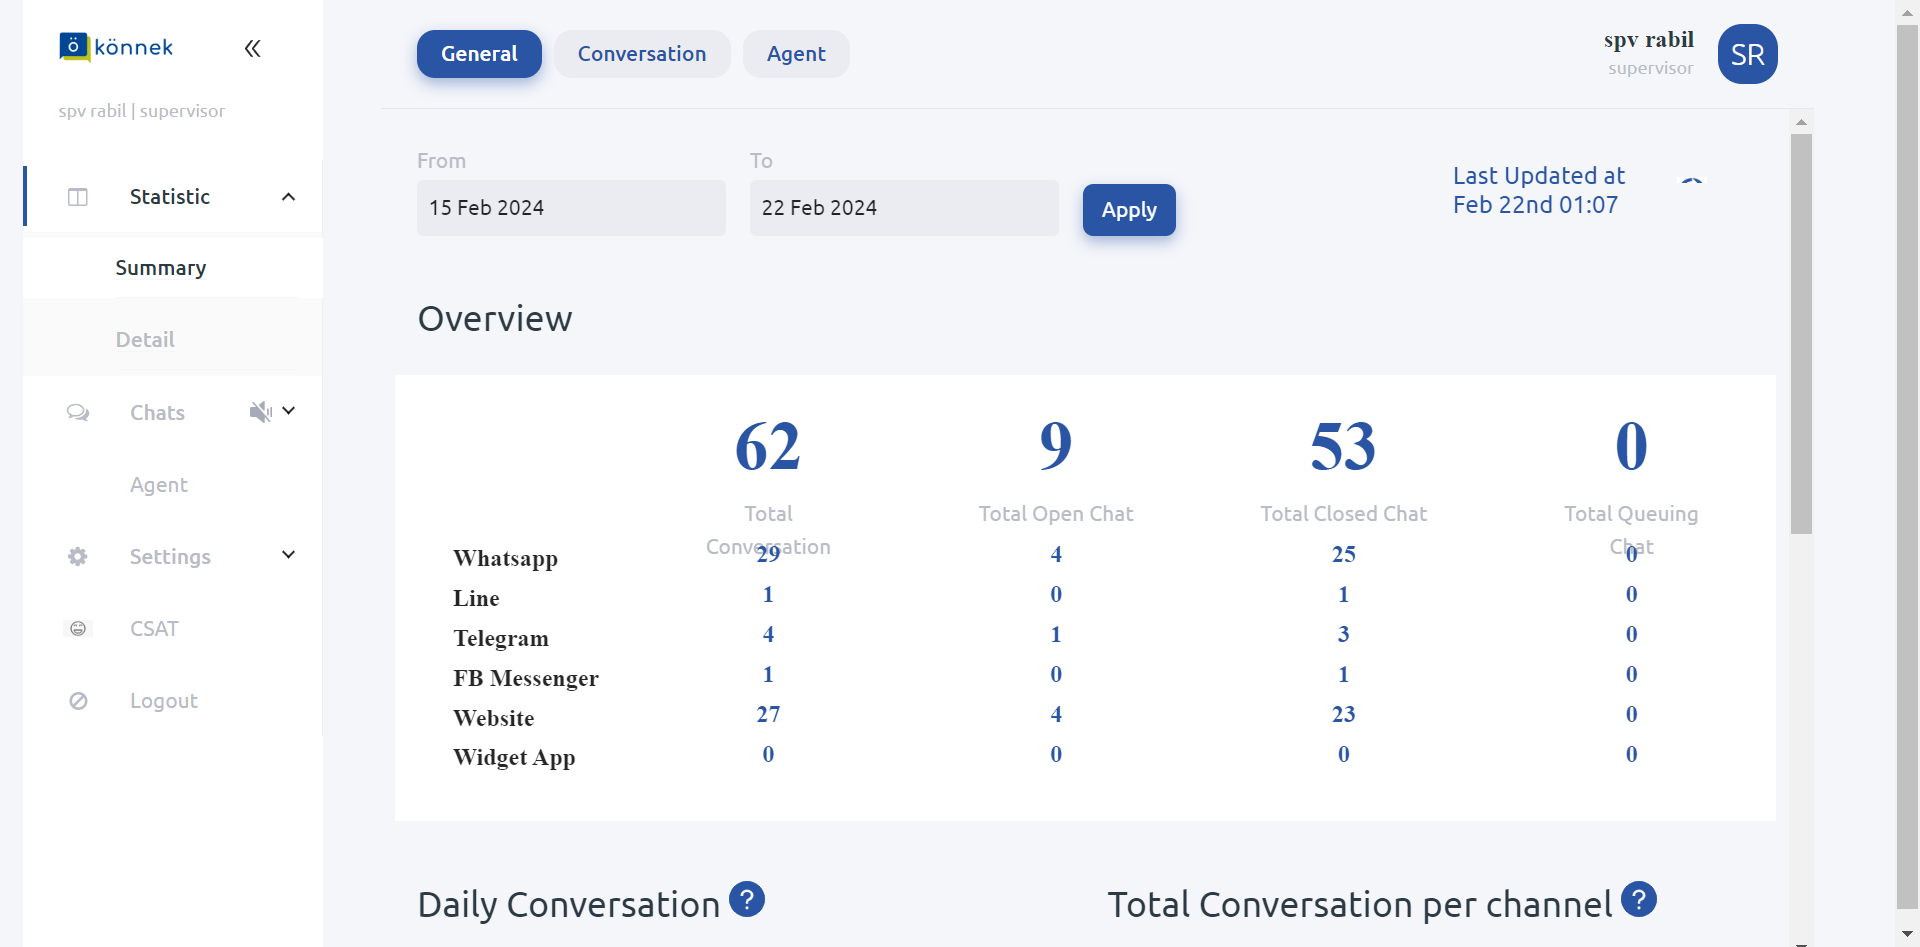 ö könnek
spv rabil | supervisor
Statistic
Summary
Detail
Chats
Agent
Settings
CSAT
Logout
General Conversation Agent
spv rabil
supervisor
SR
From To
15 Feb 2024 22 Feb 2024 Apply
Last Updated at
Feb 22nd 01:07
Overview
62 9 53 0
Total Conversation Total Open Chat Total Closed Chat Total Queuing Chat
Whatsapp 29 4 25 0
Line 1 0 1 0
Telegram 4 1 3 0
FB Messenger 1 0 1 0
Website 27 4 23 0
Widget App 0 0 0 0
Daily Conversation ? Total Conversation per channel ?